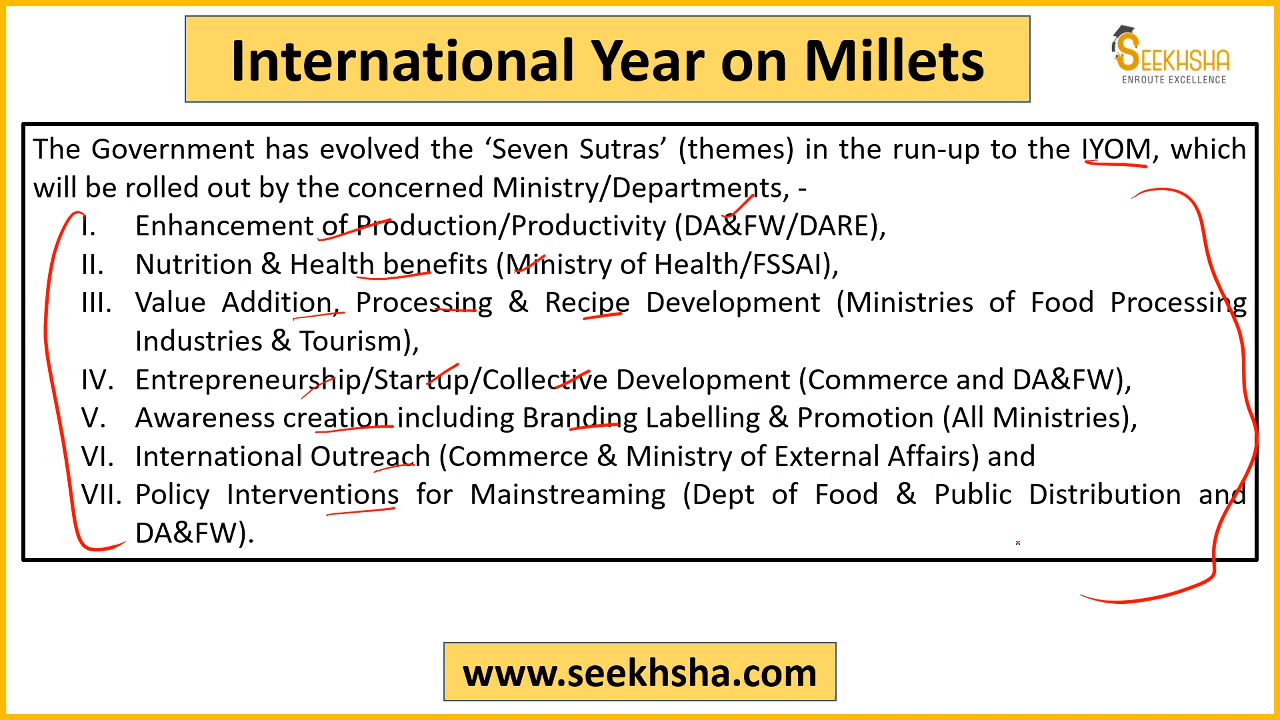 International Year on Millets
SEEKHSHA
ENROUTE EXCELLENCE
The Government has evolved the ‘Seven Sutras’ (themes) in the run-up to the IYOM, which
will be rolled out by the concerned Ministry/Departments, -
I. Enhancement of Production/Productivity (DA&FW/DARE),
II. Nutrition & Health benefits (Ministry of Health/FSSAI),
III. Value Addition, Processing & Recipe Development (Ministries of Food Processing
Industries & Tourism),
IV. Entrepreneurship/Startup/Collective Development (Commerce and DA&FW),
V. Awareness creation including Branding Labelling & Promotion (All Ministries),
VI. International Outreach (Commerce & Ministry of External Affairs) and
VII. Policy Interventions for Mainstreaming (Dept of Food & Public Distribution and
DA&FW).
www.seekhsha.com